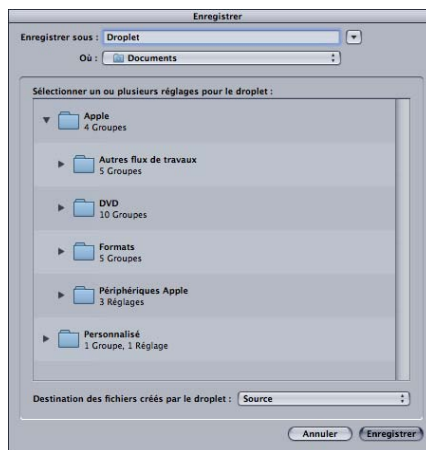 Enregistrer
Enregistrer sous : Droplet
Où : Documents
Sélectionner un ou plusieurs réglages pour le droplet :
Apple
4 Groupes
Autres flux de travaux
5 Groupes
DVD
10 Groupes
Formats
5 Groupes
Périphériques Apple
3 Réglages
Personnalisé
1 Groupe, 1 Réglage
Destination des fichiers créés par le droplet : Source
Annuler Enregistrer